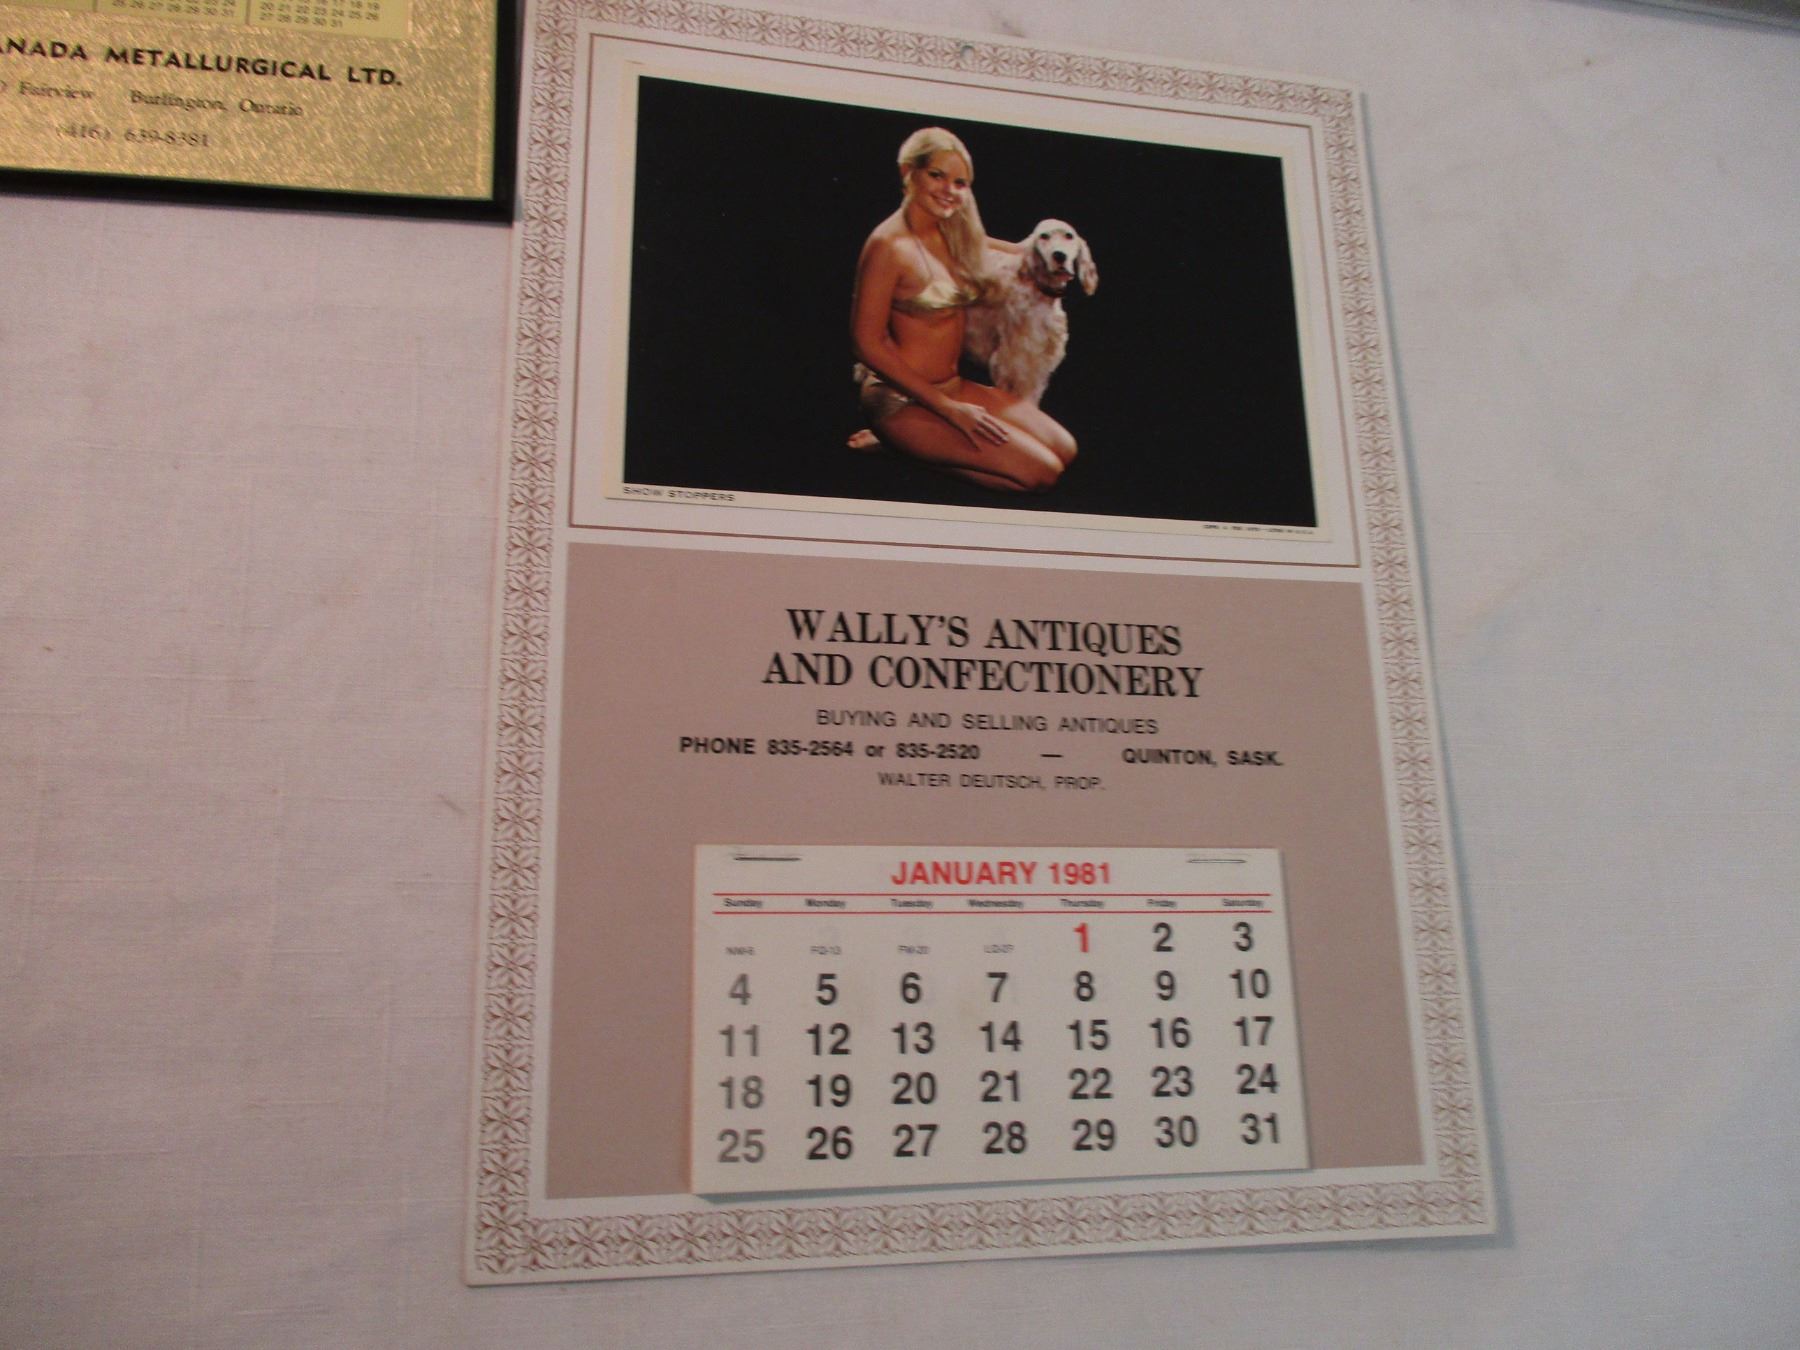 ANADA METALLURGICAL LTD.
Fairview Burlington, Ontario
(416) 639-8381
SHOW STOPPERS
WALLY'S ANTIQUES
AND CONFECTIONERY
BUYING AND SELLING ANTIQUES
PHONE 835-2564 or 835-2520 — QUINTON, SASK.
WALTER DEUTSCH, PROP.
JANUARY 1981
Sunday Monday Tuesday Wednesday Thursday Friday Saturday
1 2 3
4 5 6 7 8 9 10
11 12 13 14 15 16 17
18 19 20 21 22 23 24
25 26 27 28 29 30 31